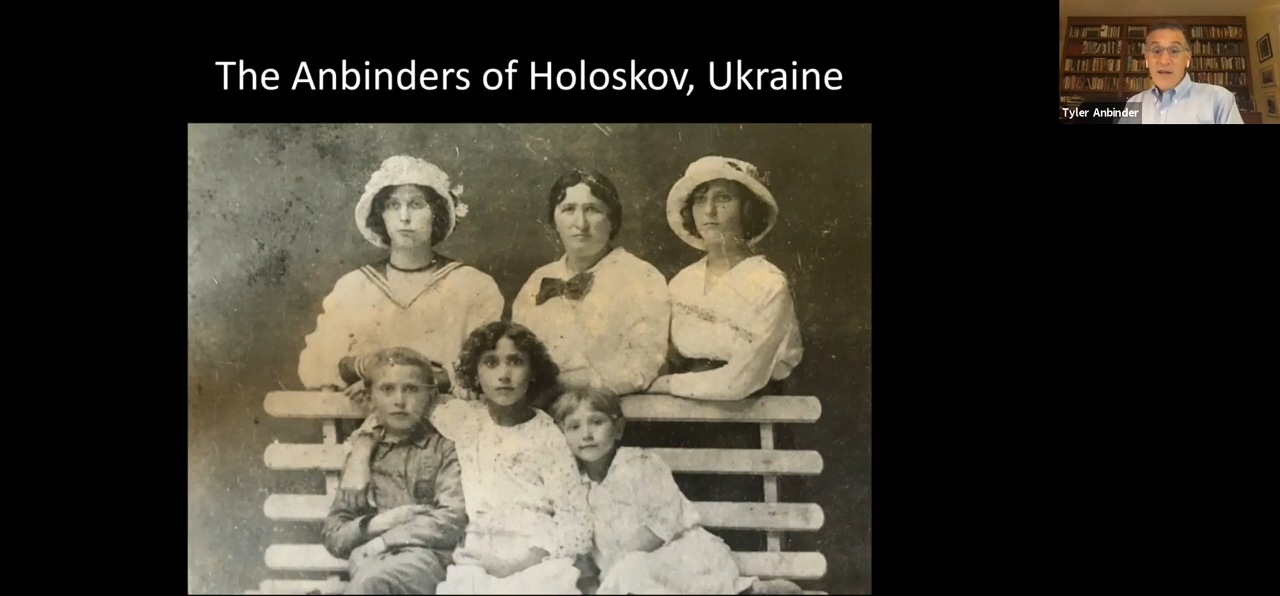 The Anbinders of Holoskov, Ukraine
Tyler Anbinder